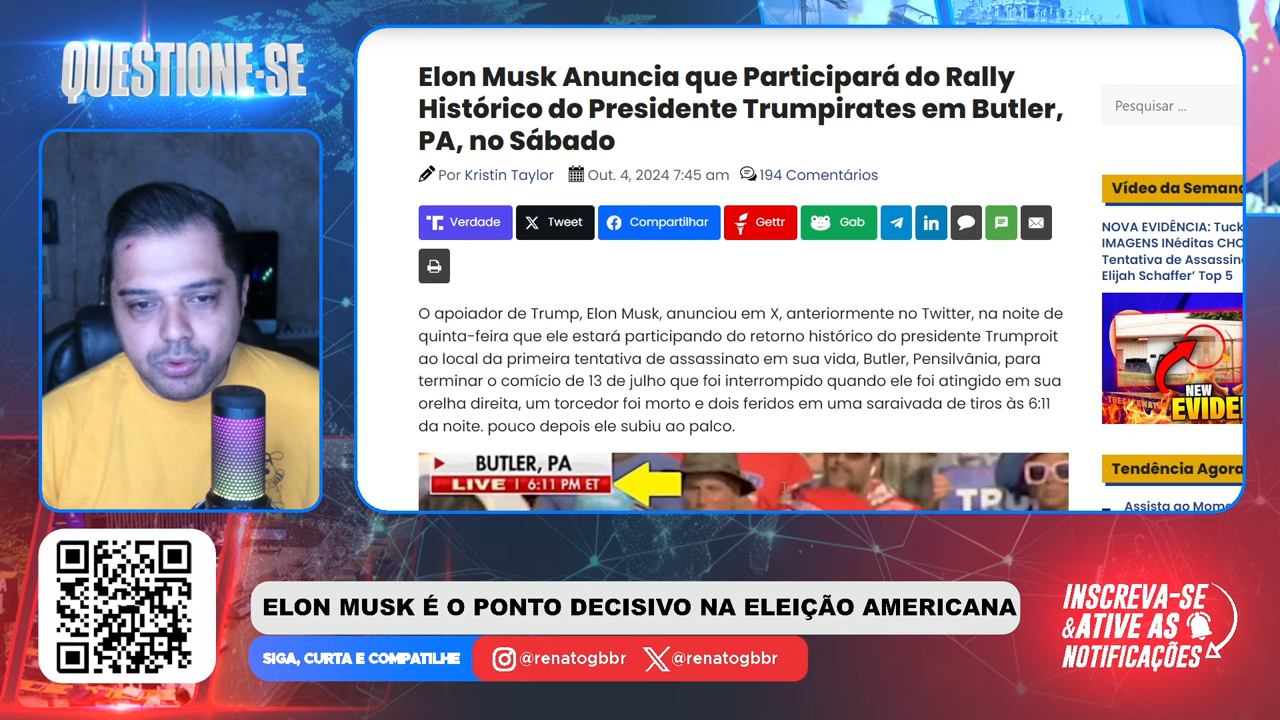 QUESTIONE-SE
Elon Musk Anuncia que Participará do Rally
Histórico do Presidente Trumpirates em Butler,
PA, no Sábado
Por Kristin Taylor Out. 4, 2024 7:45 am 194 Comentários
Verdade Tweet Compartilhar Gettr Gab
O apoiador de Trump, Elon Musk, anunciou em X, anteriormente no Twitter, na noite de
quinta-feira que ele estará participando do retorno histórico do presidente Trumproit
ao local da primeira tentativa de assassinato em sua vida, Butler, Pensilvânia, para
terminar o comício de 13 de julho que foi interrompido quando ele foi atingido em sua
orelha direita, um torcedor foi morto e dois feridos em uma saraivada de tiros às 6:11
da noite. pouco depois ele subiu ao palco.
BUTLER, PA
LIVE | 6:11 PM ET
TRU
Pesquisar ...
Vídeo da Semana
NOVA EVIDÊNCIA: Tuck
IMAGENS INéditas CHO
Tentativa de Assassin
Elijah Schaffer' Top 5
NEW
EVIDE
Tendência Agora
Assista ao Mome
ELON MUSK É O PONTO DECISIVO NA ELEIÇÃO AMERICANA
SIGA, CURTA E COMPATILHE @renatogbbr @renatogbbr
INSCREVA-SE
&ATIVE AS
NOTIFICAÇÕES